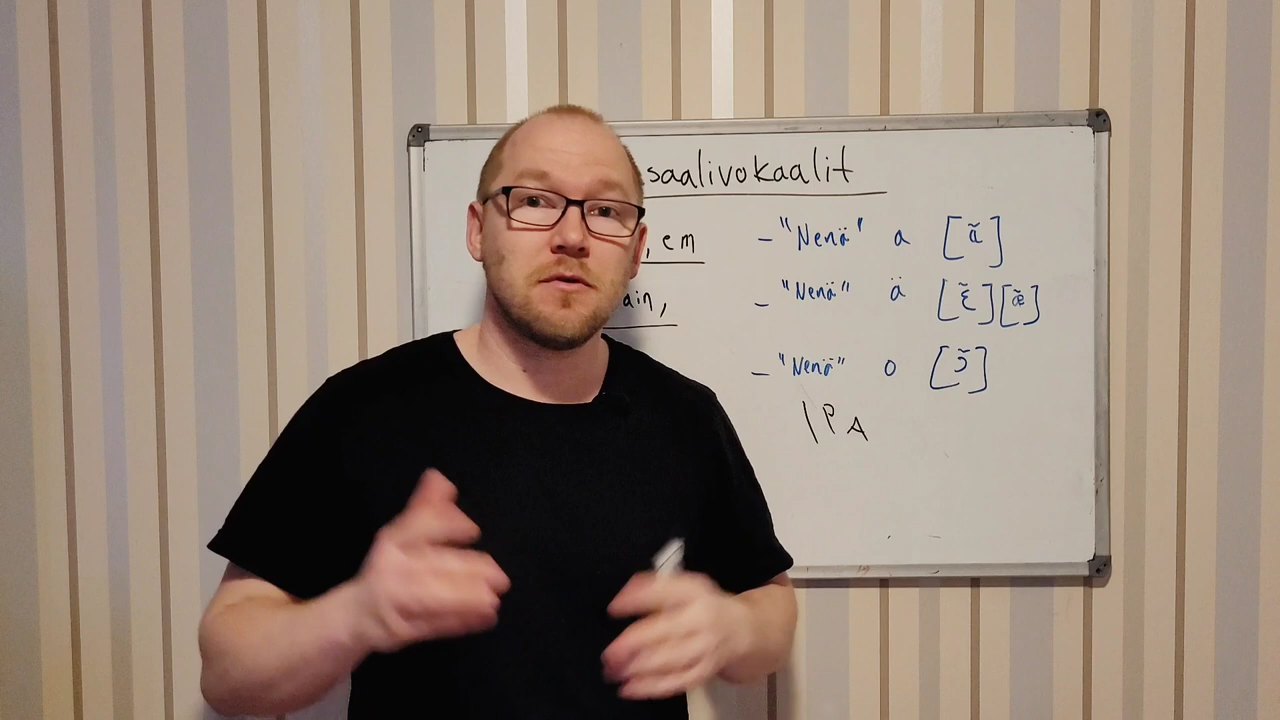 saalivokaalit
, em – "Nenä" a [ã]
ain, – "Nenä" ä [ɛ̃][æ̃]
– "Nenä" o [ɔ̃]
IPA